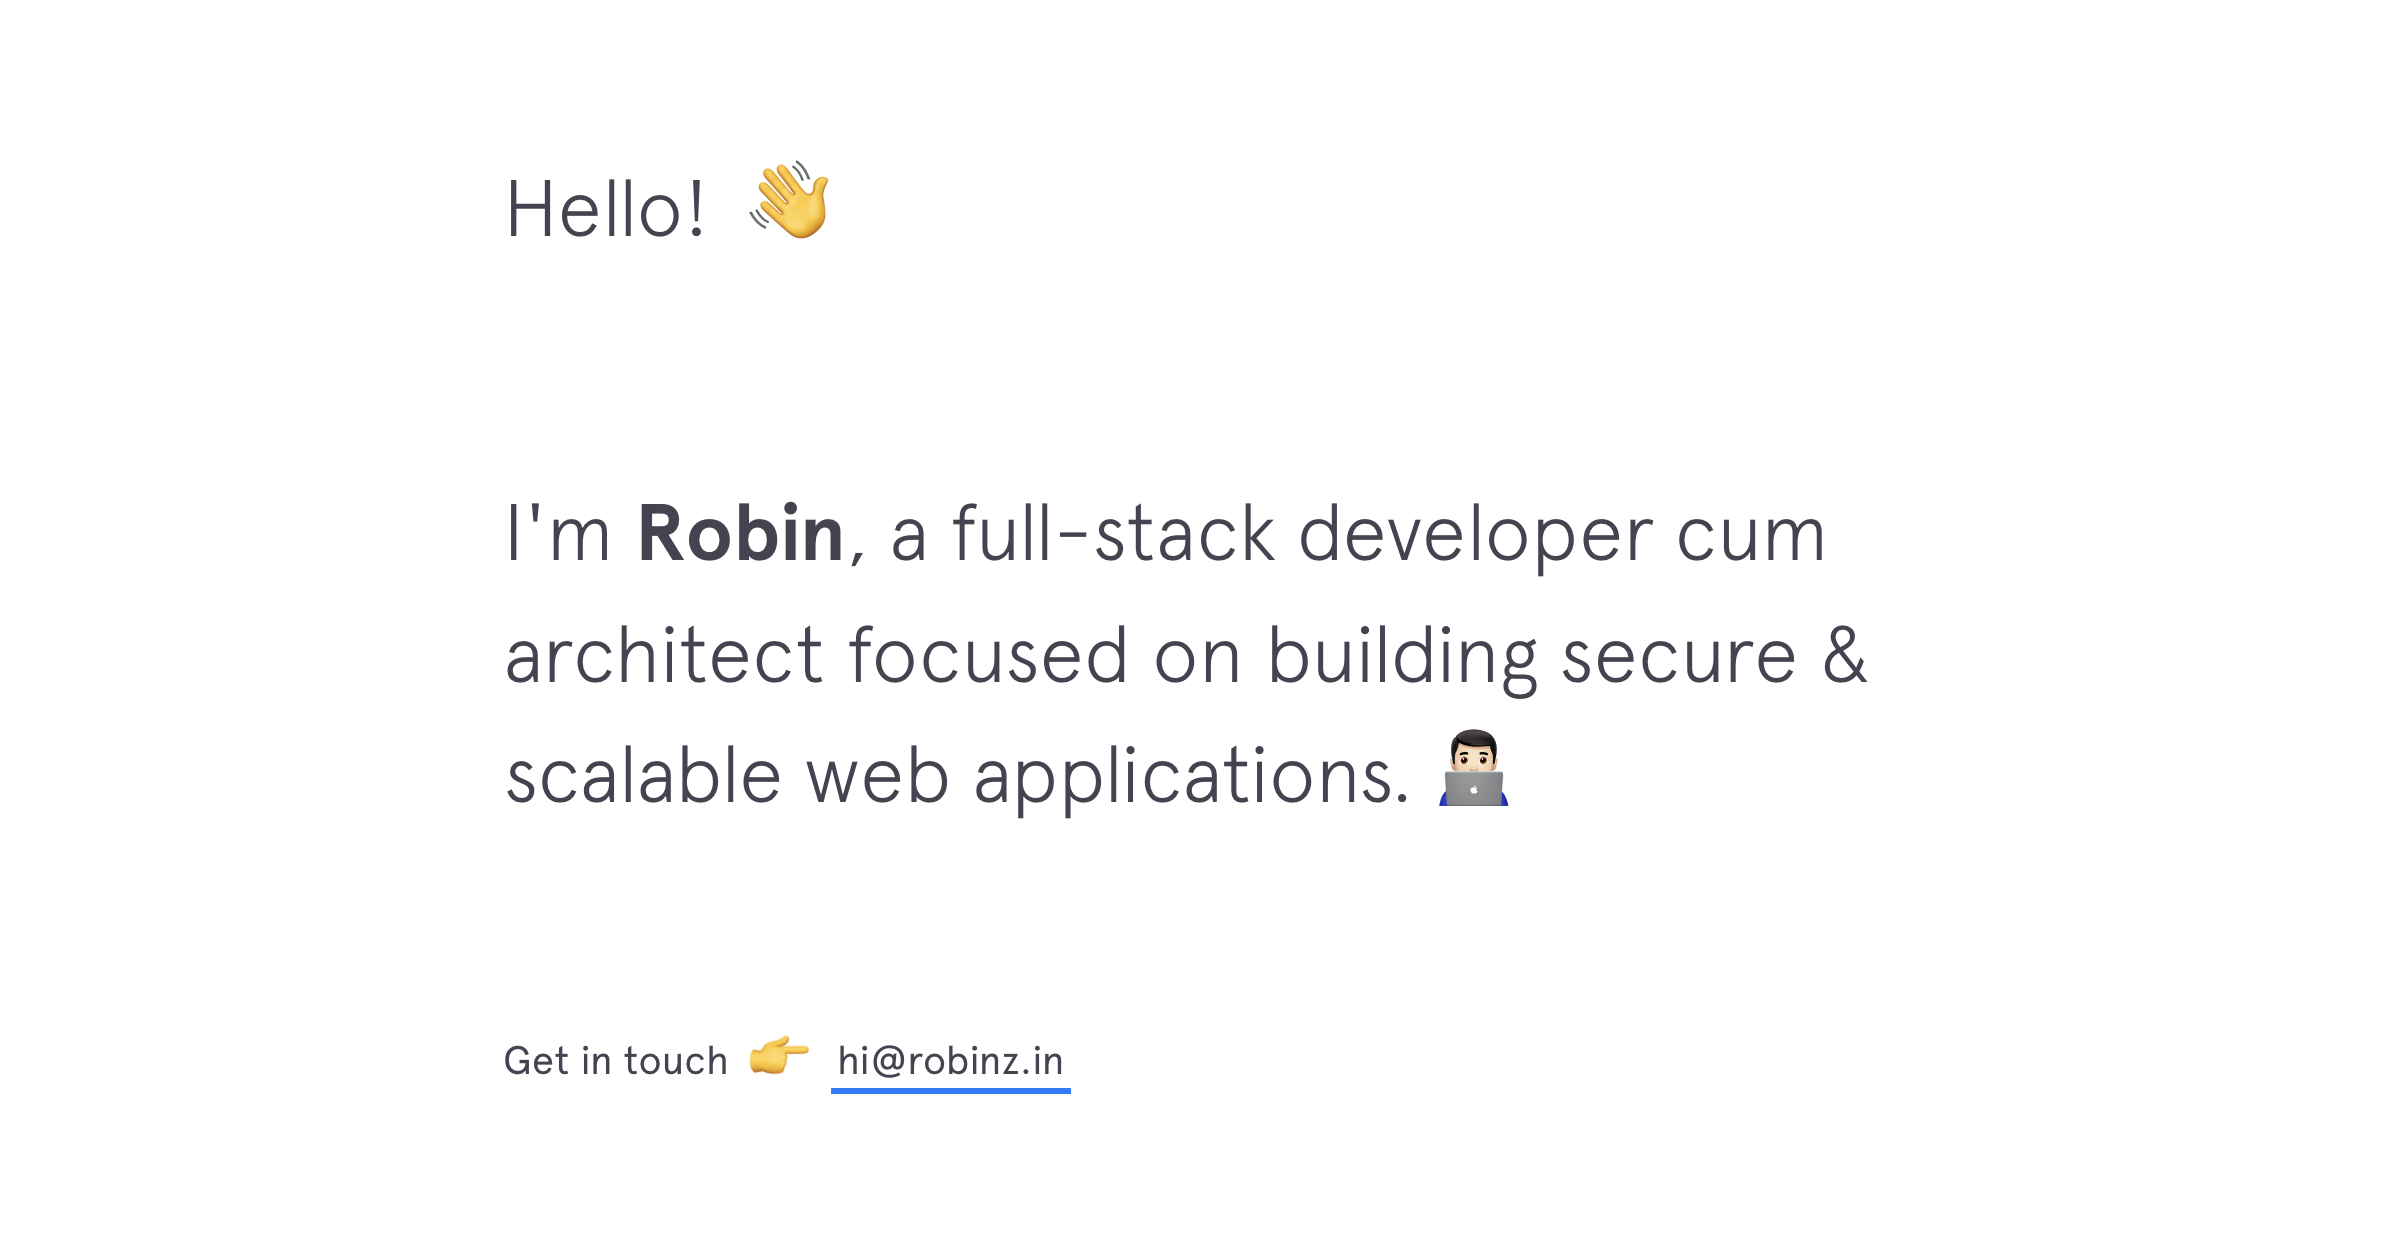 Hello! 👋
I'm Robin, a full-stack developer cum
architect focused on building secure &
scalable web applications. 👨🏻‍💻
Get in touch 👉 hi@robinz.in